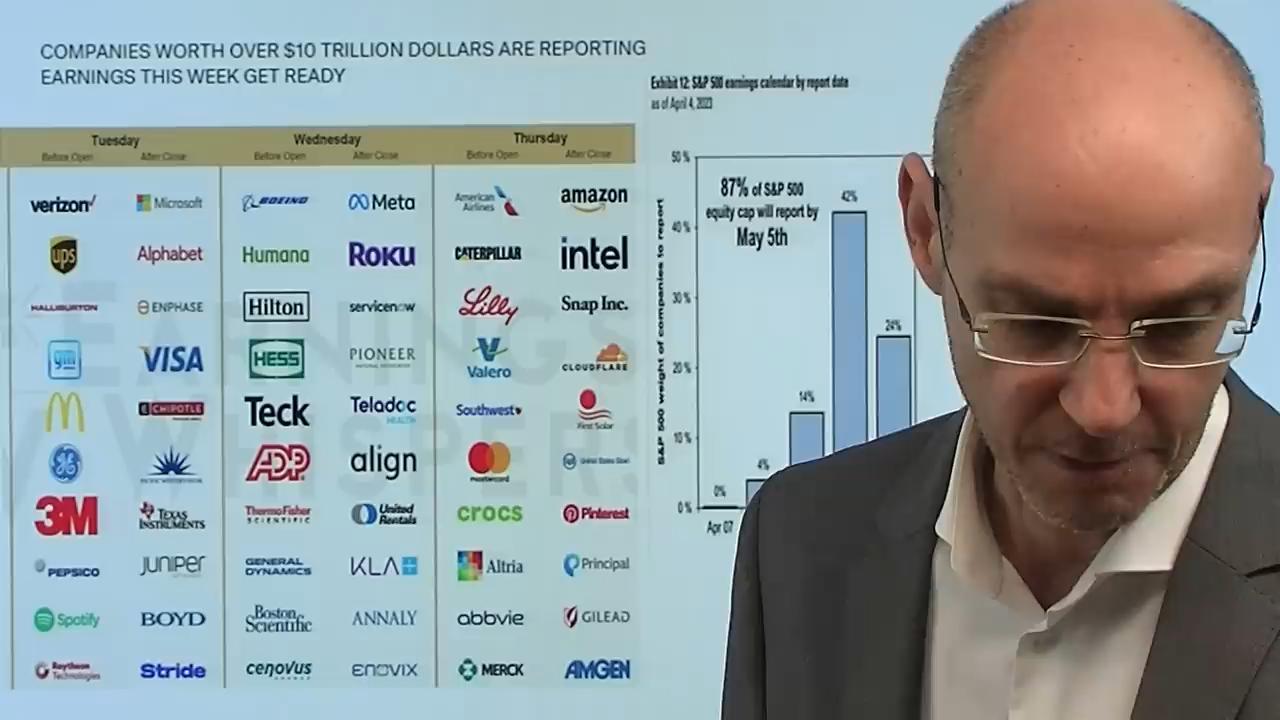 COMPANIES WORTH OVER $10 TRILLION DOLLARS ARE REPORTING
EARNINGS THIS WEEK GET READY
Tuesday Wednesday Thursday
Before Open After Close Before Open After Close Before Open After Close
verizon Microsoft BOEING Meta American Airlines amazon
ups Alphabet Humana Roku CATERPILLAR intel
HALLIBURTON ENPHASE Hilton servicenow Lilly Snap Inc.
gm VISA HESS PIONEER Valero CLOUDFLARE
CHIPOTLE Teck Teladoc HEALTH Southwest First Solar
GE ADP align mastercard United States Steel
3M TEXAS INSTRUMENTS ThermoFisher SCIENTIFIC United Rentals crocs Pinterest
PEPSICO JUNIPER GENERAL DYNAMICS KLA Altria Principal
Spotify BOYD Boston Scientific ANNALY abbvie GILEAD
Raytheon Technologies Stride cenovus ENOVIX MERCK AMGEN
EARNINGS
WHISPERS
Exhibit 12: S&P 500 earnings calendar by report date
as of April 4, 2023
S&P 500 weight of companies to report
50%
40%
30%
20%
10%
0%
87% of S&P 500
equity cap will report by
May 5th
0%
4%
14%
42%
24%
Apr 07